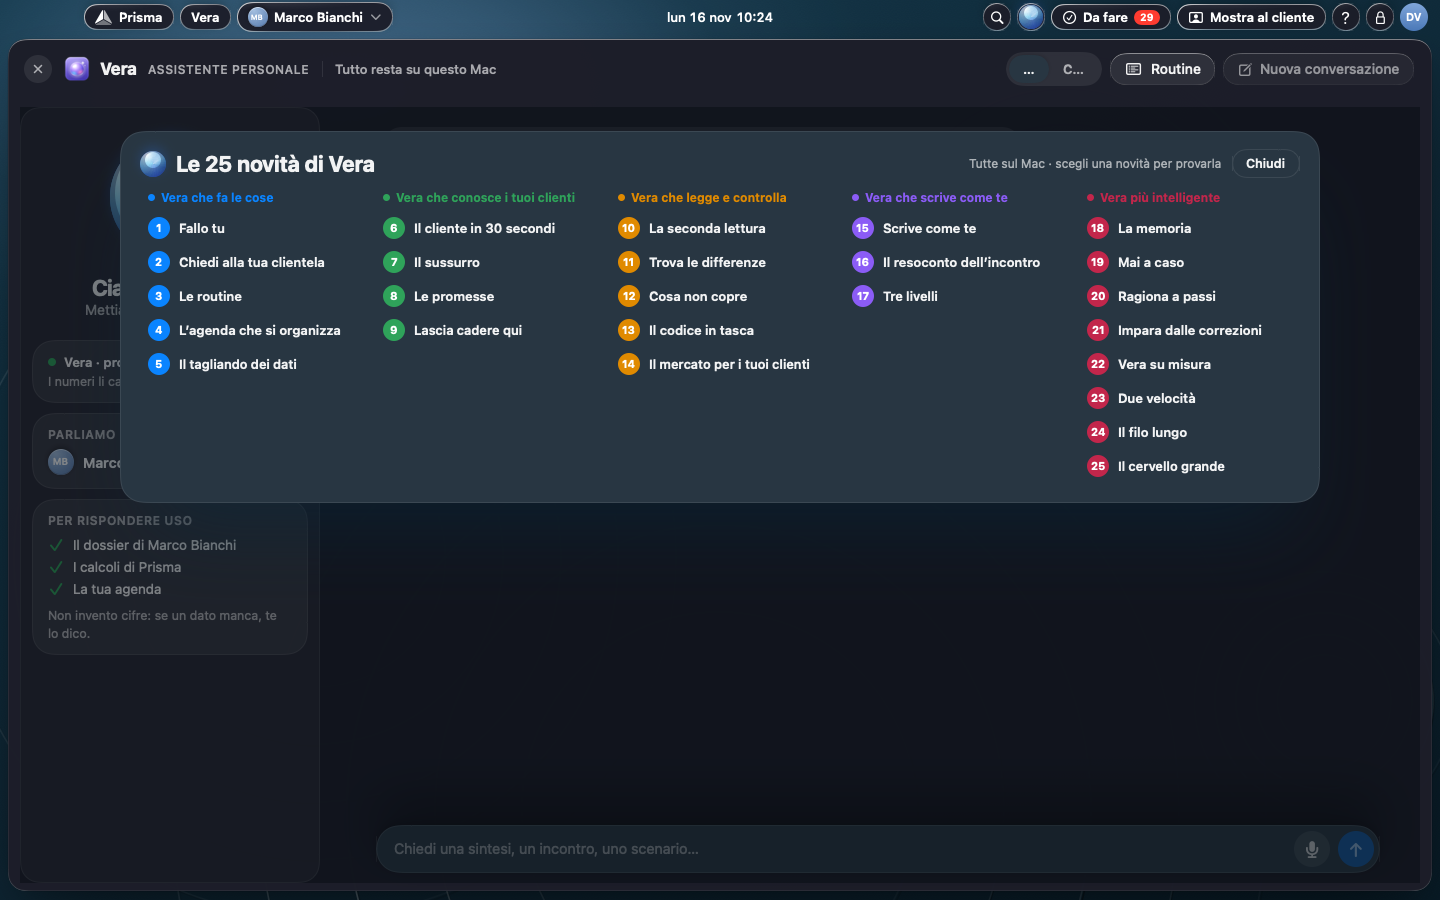 Prisma
Vera
MB Marco Bianchi
lun 16 nov 10:24
Da fare 29
Mostra al cliente
?
DV
Vera ASSISTENTE PERSONALE Tutto resta su questo Mac
...
C...
Routine
Nuova conversazione
Le 25 novità di Vera
Tutte sul Mac · scegli una novità per provarla
Chiudi
Vera che fa le cose
1 Fallo tu
2 Chiedi alla tua clientela
3 Le routine
4 L'agenda che si organizza
5 Il tagliando dei dati
Vera che conosce i tuoi clienti
6 Il cliente in 30 secondi
7 Il sussurro
8 Le promesse
9 Lascia cadere qui
Vera che legge e controlla
10 La seconda lettura
11 Trova le differenze
12 Cosa non copre
13 Il codice in tasca
14 Il mercato per i tuoi clienti
Vera che scrive come te
15 Scrive come te
16 Il resoconto dell'incontro
17 Tre livelli
Vera più intelligente
18 La memoria
19 Mai a caso
20 Ragiona a passi
21 Impara dalle correzioni
22 Vera su misura
23 Due velocità
24 Il filo lungo
25 Il cervello grande
Vera ·
I numeri li
PARLIAMO
MB
PER RISPONDERE USO
Il dossier di Marco Bianchi
I calcoli di Prisma
La tua agenda
Non invento cifre: se un dato manca, te
lo dico.
Chiedi una sintesi, un incontro, uno scenario...